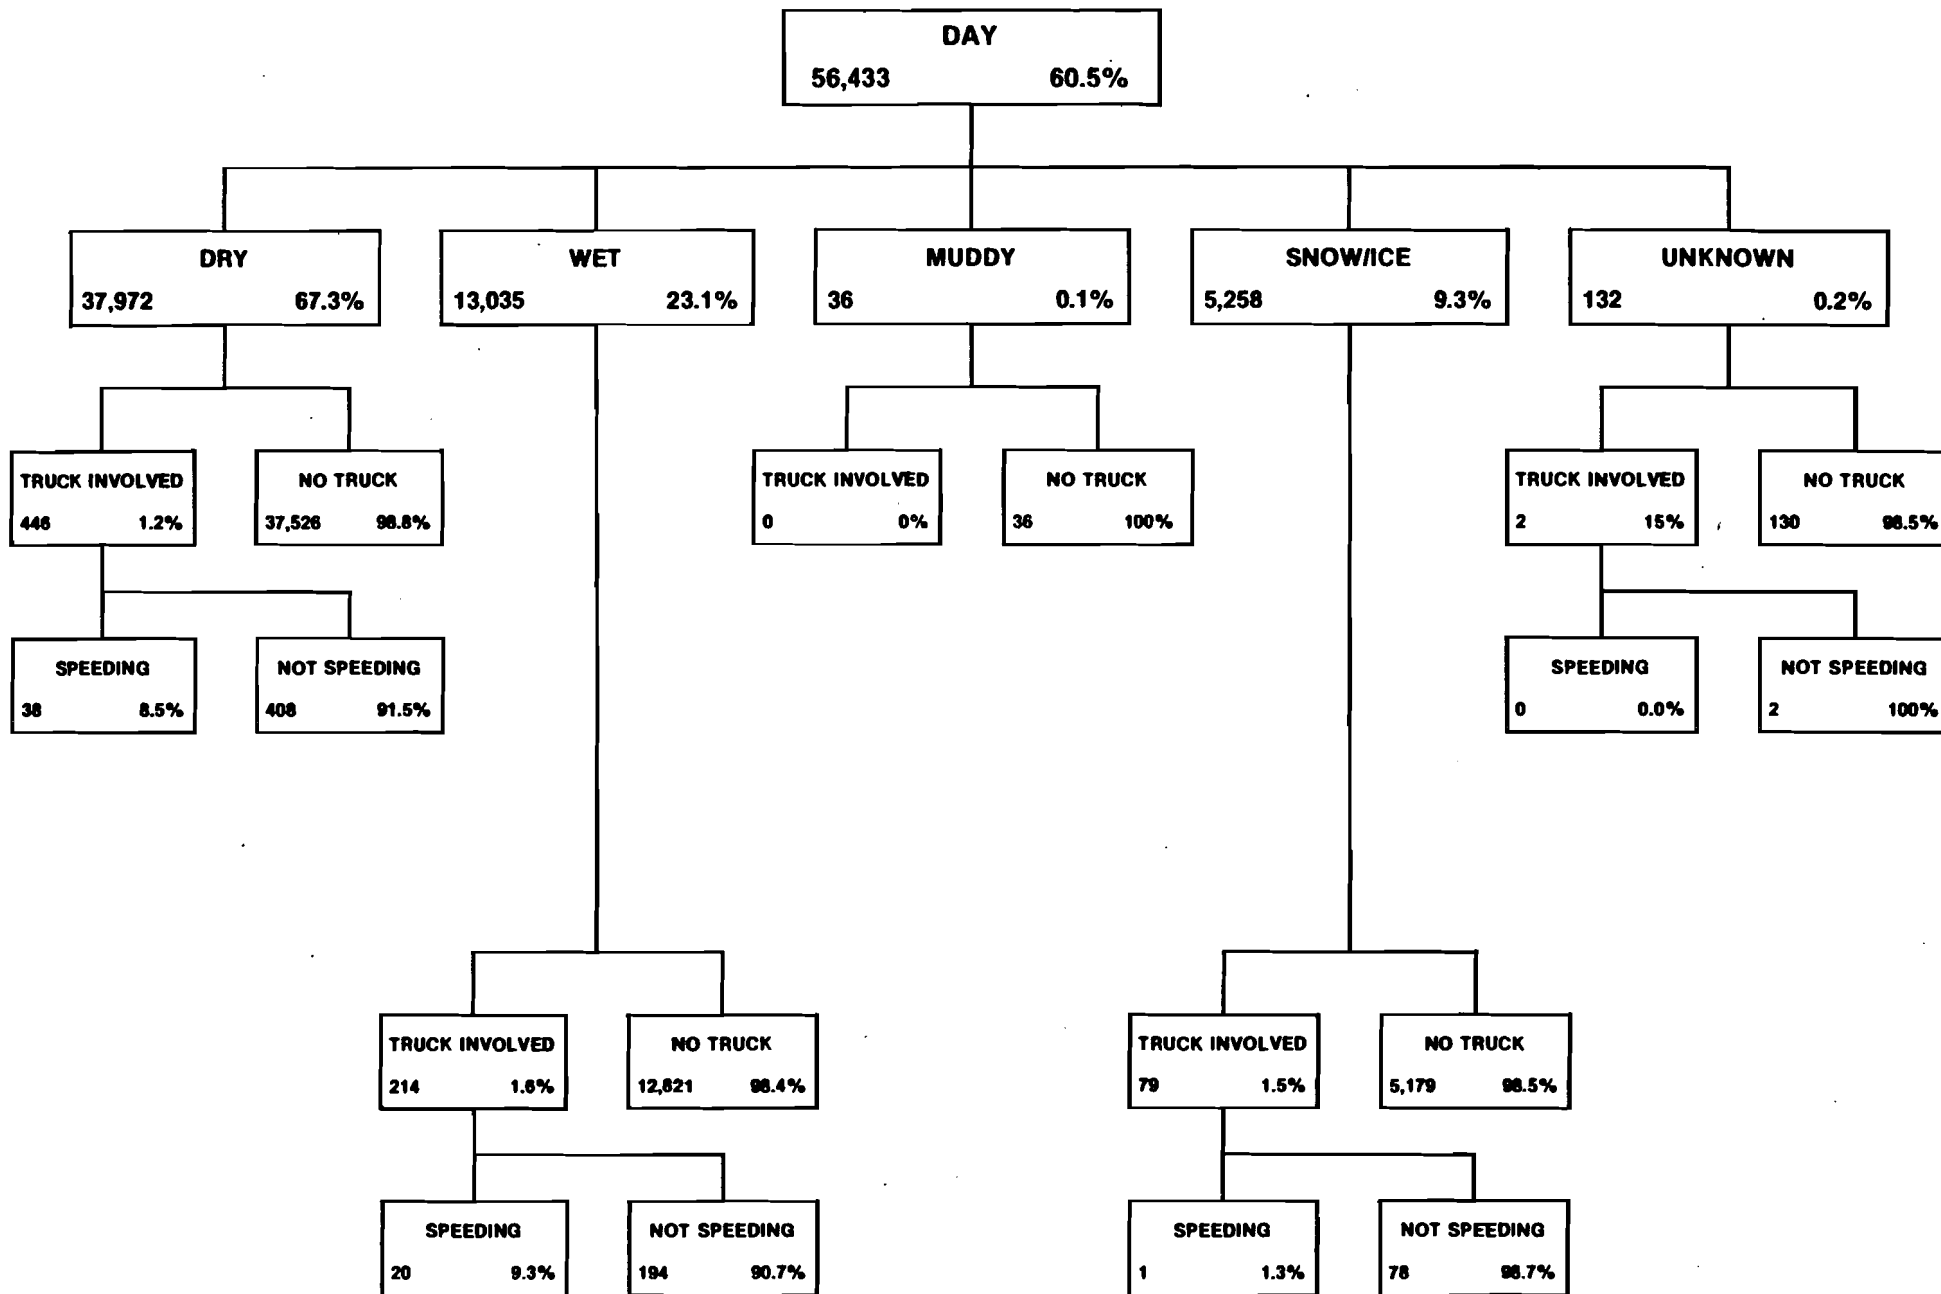 DAY
56,433 60.5%
DRY
37,972 67.3%
WET
13,035 23.1%
MUDDY
36 0.1%
SNOW/ICE
5,258 9.3%
UNKNOWN
132 0.2%
TRUCK INVOLVED
446 1.2%
NO TRUCK
37,526 98.8%
TRUCK INVOLVED
0 0%
NO TRUCK
36 100%
TRUCK INVOLVED
2 15%
NO TRUCK
130 98.5%
SPEEDING
38 8.5%
NOT SPEEDING
408 91.5%
SPEEDING
0 0.0%
NOT SPEEDING
2 100%
TRUCK INVOLVED
214 1.6%
NO TRUCK
12,821 98.4%
TRUCK INVOLVED
79 1.5%
NO TRUCK
5,179 98.5%
SPEEDING
20 9.3%
NOT SPEEDING
194 90.7%
SPEEDING
1 1.3%
NOT SPEEDING
78 98.7%